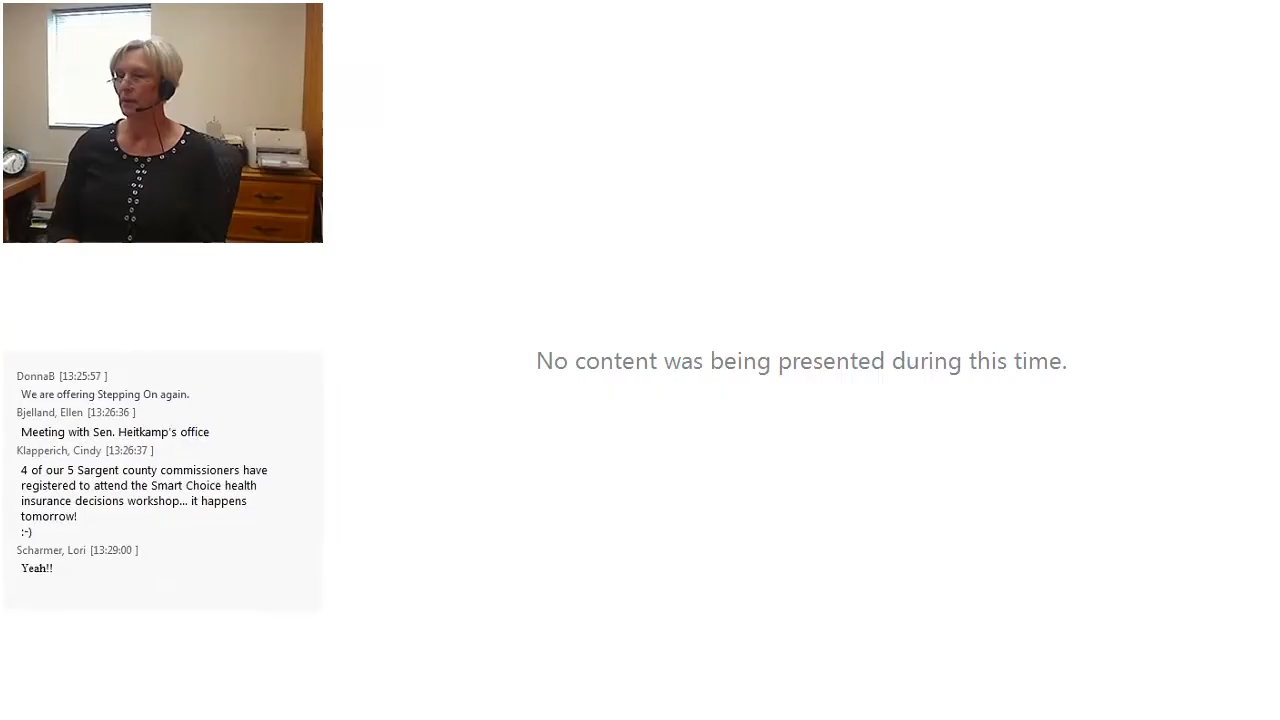 DonnaB [13:25:57 ]
We are offering Stepping On again.
Bjelland, Ellen [13:26:36 ]
Meeting with Sen. Heitkamp's office
Klapperich, Cindy [13:26:37 ]
4 of our 5 Sargent county commissioners have
registered to attend the Smart Choice health
insurance decisions workshop... it happens
tomorrow!
:-)
Scharmer, Lori [13:29:00 ]
Yeah!!
No content was being presented during this time.